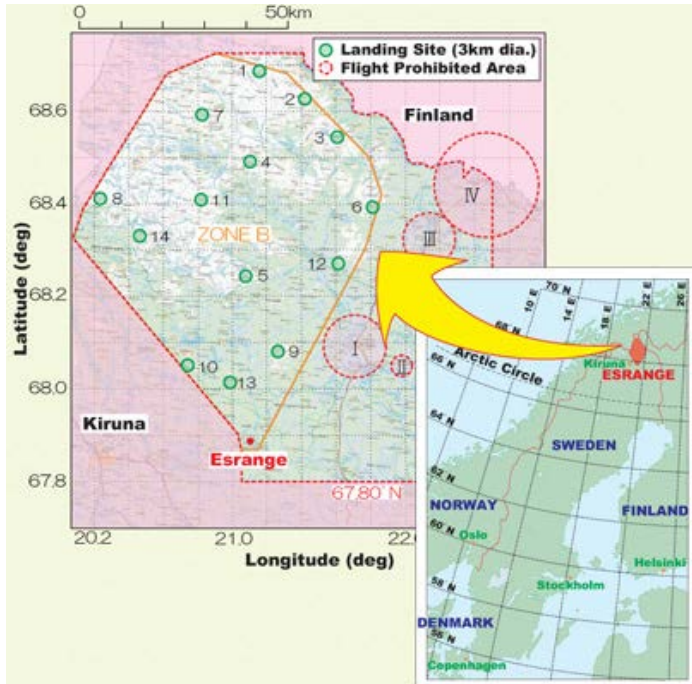 0 50km
Landing Site (3km dia.)
Flight Prohibited Area
Finland
68.6
68.4
68.2
68.0
67.8
Latitude (deg)
1
2
7
3
4
IV
8
11
6
III
14
ZONE B
12
5
I
9
II
10
13
Kiruna
Esrange
67.80 N
20.2 21.0 22.
Longitude (deg)
70 N
10 E
14 E
18 E
22 E
26 E
68 N
66 N
Arctic Circle
Kiruna
ESRANGE
64 N
SWEDEN
62 N
NORWAY
FINLAND
60 N
Oslo
Helsinki
Stockholm
58 N
DENMARK
56 N
Copenhagen